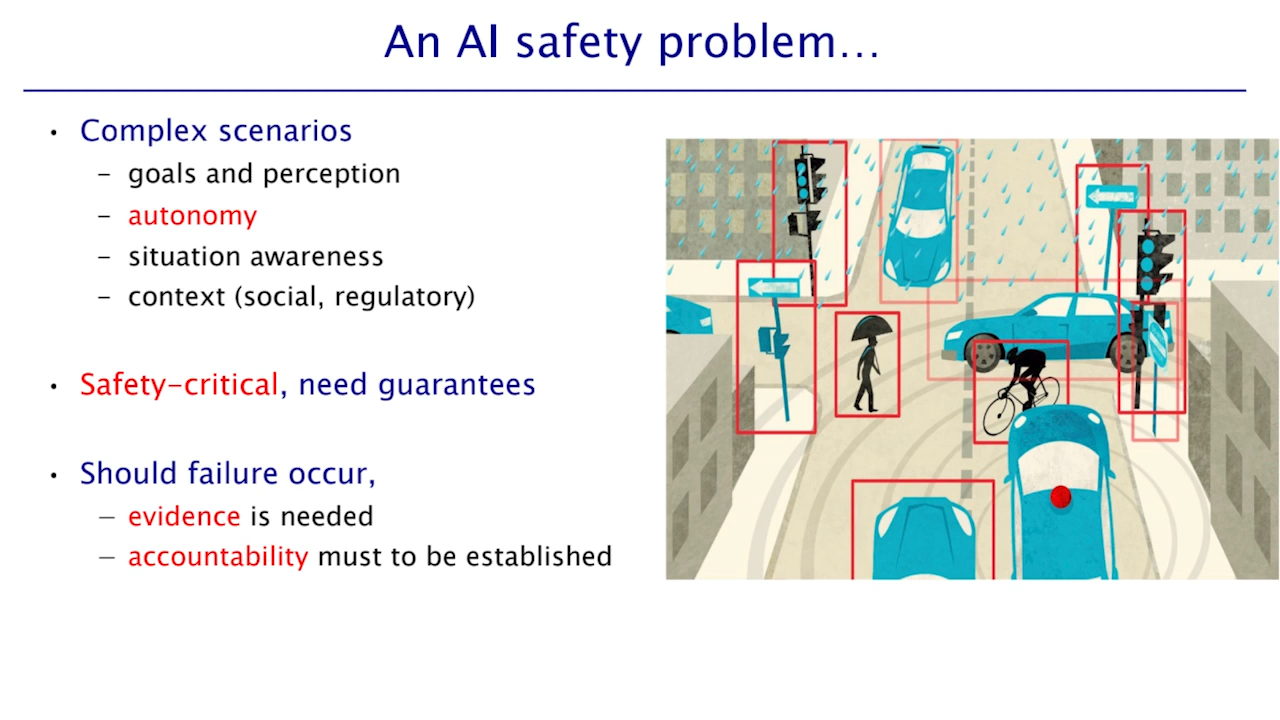 An AI safety problem…
• Complex scenarios
– goals and perception
– autonomy
– situation awareness
– context (social, regulatory)
• Safety-critical, need guarantees
• Should failure occur,
– evidence is needed
– accountability must to be established